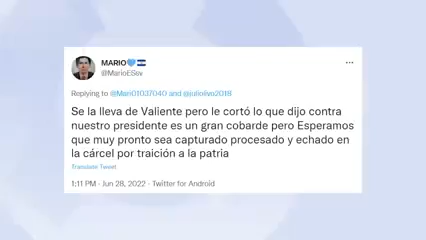 MARIO💙🇸🇻
@MarioESsv
Replying to @Mari01037040 and @julioilvo2018
Se la lleva de Valiente pero le cortó lo que dijo contra
nuestro presidente es un gran cobarde pero Esperamos
que muy pronto sea capturado procesado y echado en
la cárcel por traición a la patria
Translate Tweet
1:11 PM · Jun 28, 2022 · Twitter for Android